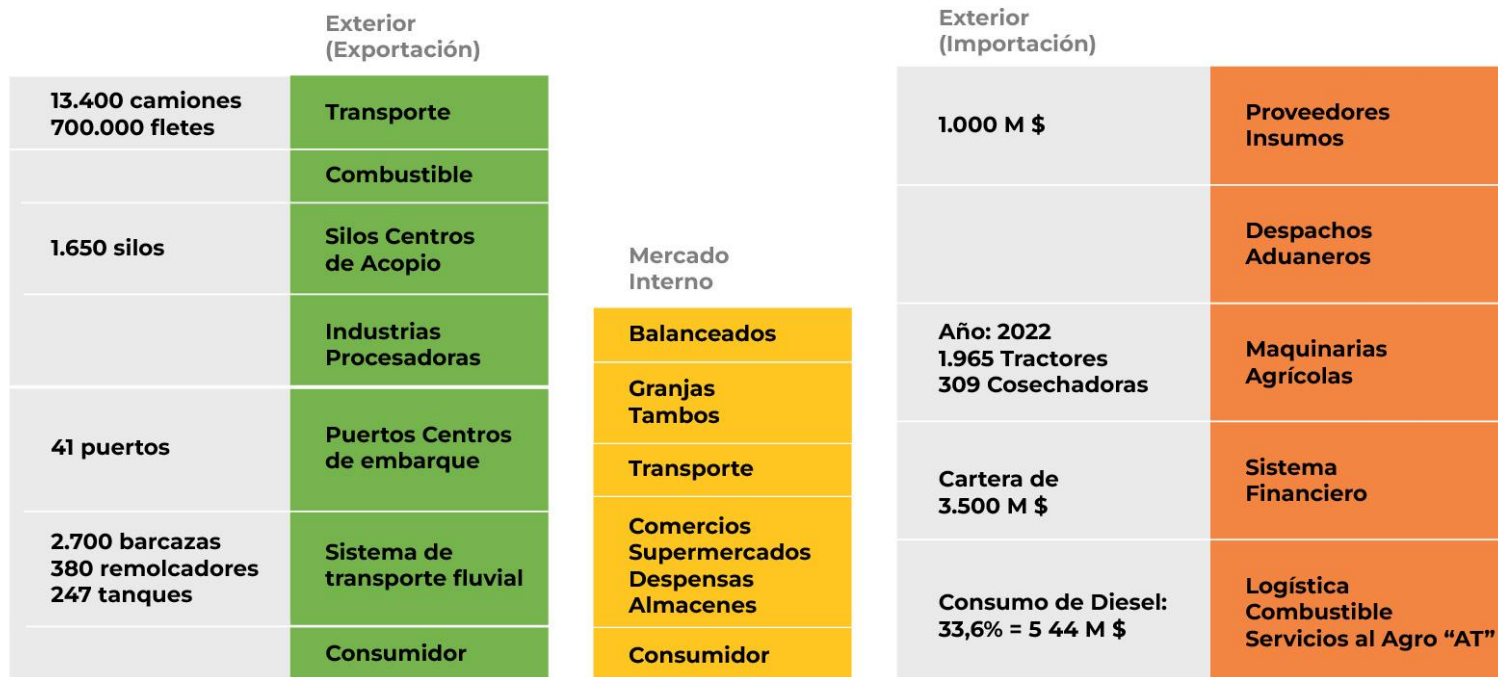 Exterior
(Exportación)
13.400 camiones
700.000 fletes
Transporte
Combustible
1.650 silos
Silos Centros
de Acopio
Industrias
Procesadoras
41 puertos
Puertos Centros
de embarque
2.700 barcazas
380 remolcadores
247 tanques
Sistema de
transporte fluvial
Consumidor
Mercado
Interno
Balanceados
Granjas
Tambos
Transporte
Comercios
Supermercados
Despensas
Almacenes
Consumidor
Exterior
(Importación)
1.000 M $
Proveedores
Insumos
Despachos
Aduaneros
Año: 2022
1.965 Tractores
309 Cosechadoras
Maquinarias
Agrícolas
Cartera de
3.500 M $
Sistema
Financiero
Consumo de Diesel:
33,6% = 5 44 M $
Logística
Combustible
Servicios al Agro “AT”